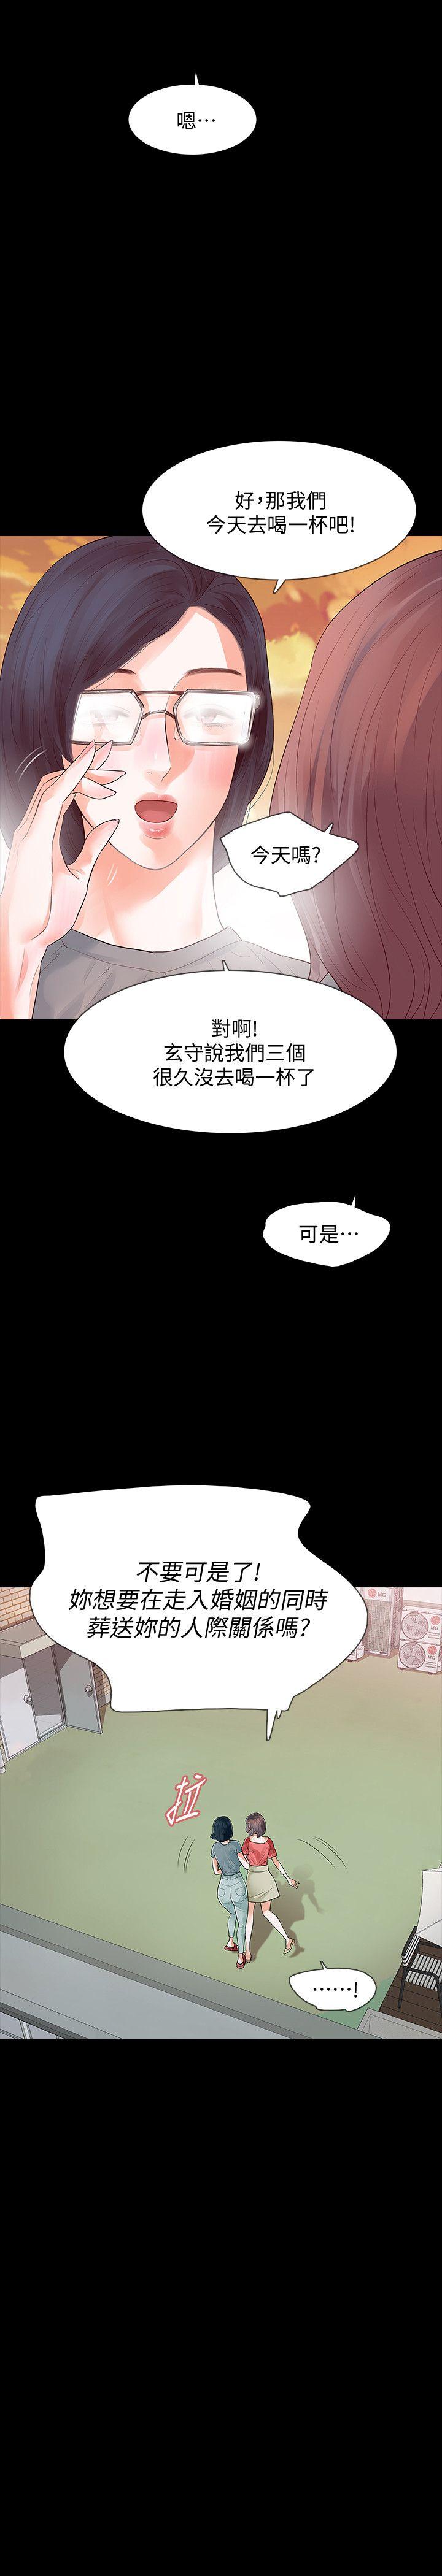 嗯⋯
好，那我們
今天去喝一杯吧!
今天嗎?
對啊!
玄守說我們三個
很久沒去喝一杯了
可是⋯
不要可是了!
妳想要在走入婚姻的同時
葬送妳的人際關係嗎?
MG
MG
MG
拉
⋯⋯!